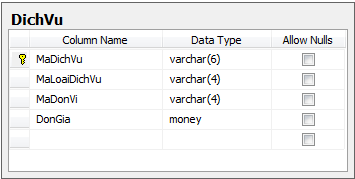 DichVu
Column Name Data Type Allow Nulls
MaDichVu varchar(6)
MaLoaiDichVu varchar(4)
MaDonVi varchar(4)
DonGia money